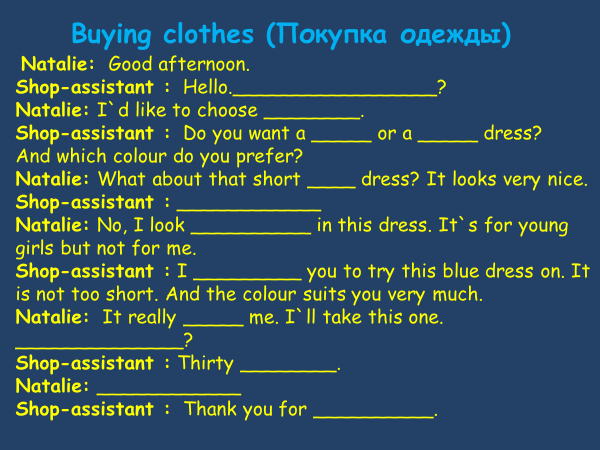 Buying clothes (Покупка одежды)
Natalie: Good afternoon.
Shop-assistant : Hello._________________?
Natalie: I`d like to choose ________.
Shop-assistant : Do you want a _____ or a _____ dress?
And which colour do you prefer?
Natalie: What about that short ____ dress? It looks very nice.
Shop-assistant : ____________
Natalie: No, I look __________ in this dress. It`s for young
girls but not for me.
Shop-assistant : I _________ you to try this blue dress on. It
is not too short. And the colour suits you very much.
Natalie: It really _____ me. I`ll take this one.
______________?
Shop-assistant : Thirty ________.
Natalie: ____________
Shop-assistant : Thank you for __________.